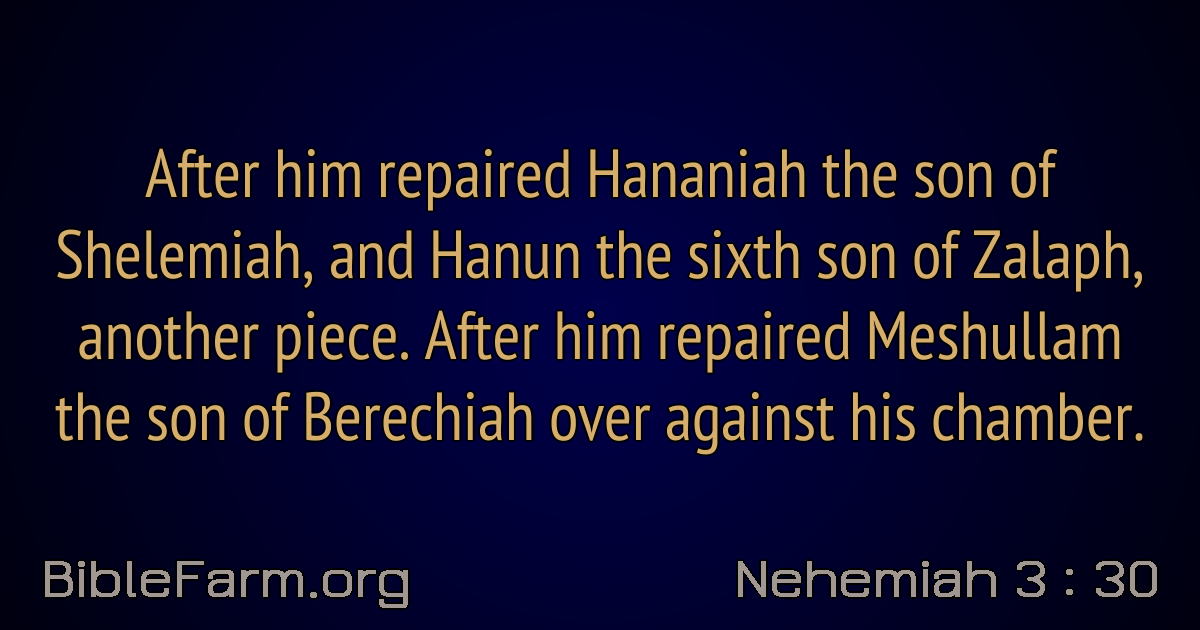 After him repaired Hananiah the son of
Shelemiah, and Hanun the sixth son of Zalaph,
another piece. After him repaired Meshullam
the son of Berechiah over against his chamber.
BibleFarm.org
Nehemiah 3 : 30